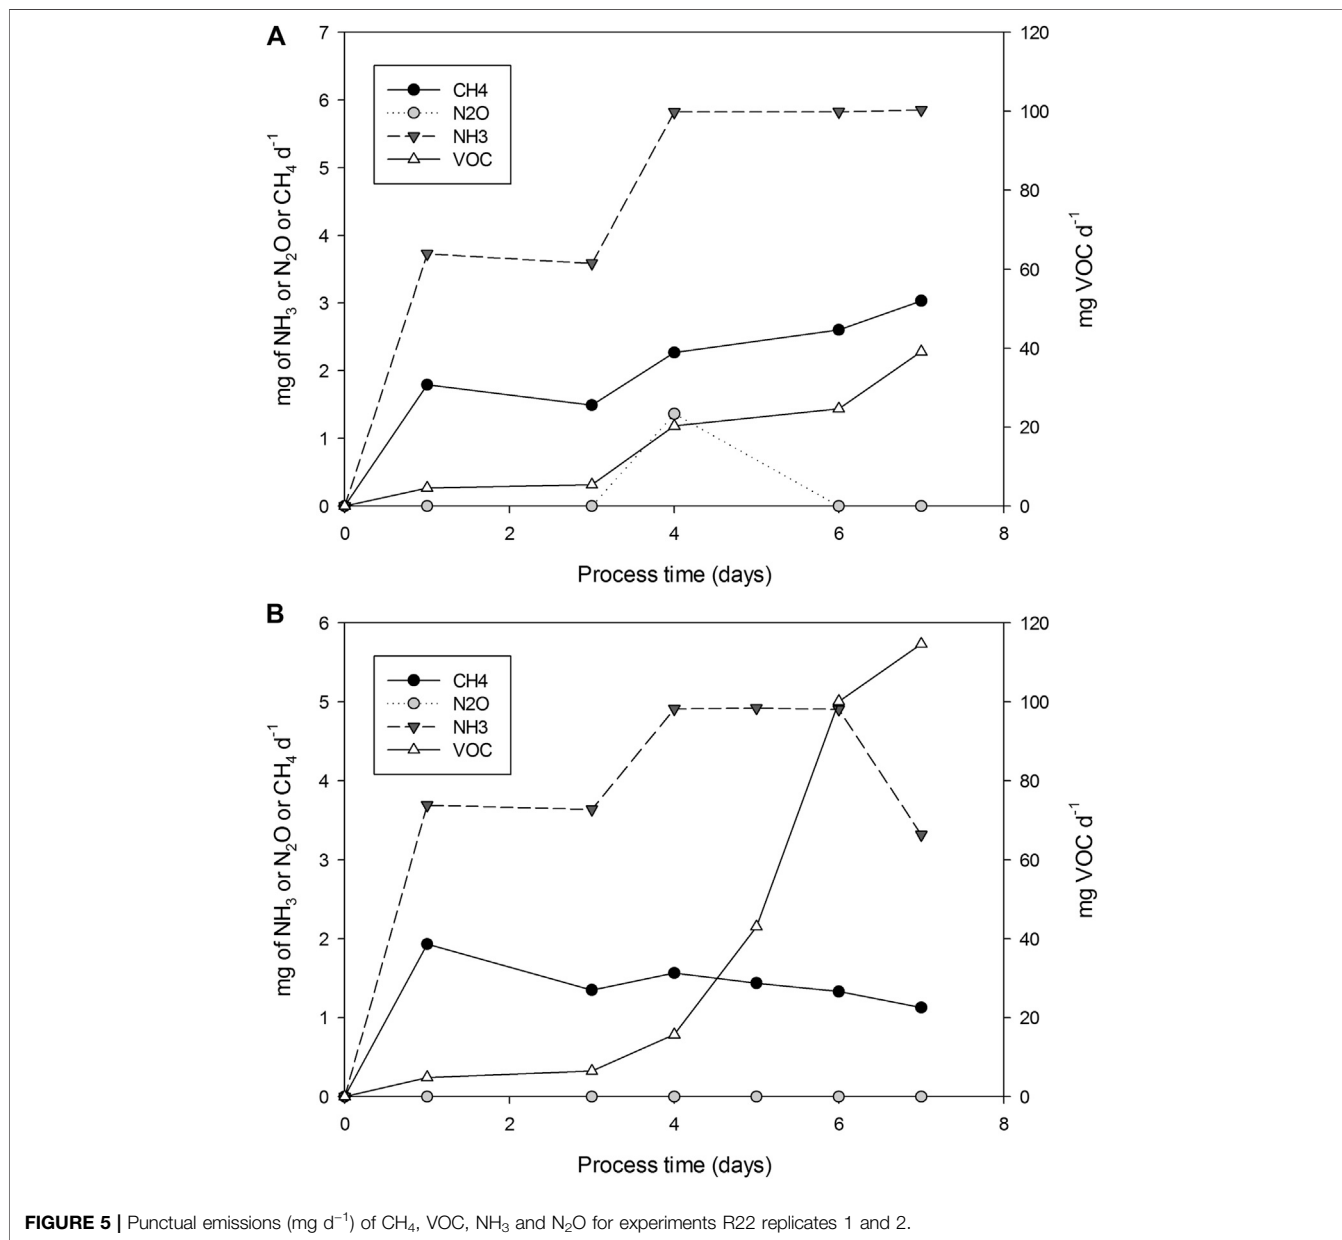 A
7
6
5
4
3
2
1
0
120
100
80
60
40
20
0
0 2 4 6 8
mg of NH₃ or N₂O or CH₄ d⁻¹
mg VOC d⁻¹
CH4
N2O
NH3
VOC
Process time (days)
B
6
5
4
3
2
1
0
120
100
80
60
40
20
0
0 2 4 6 8
mg of NH₃ or N₂O or CH₄ d⁻¹
mg VOC d⁻¹
CH4
N2O
NH3
VOC
Process time (days)
FIGURE 5 | Punctual emissions (mg d⁻¹) of CH₄, VOC, NH₃ and N₂O for experiments R22 replicates 1 and 2.